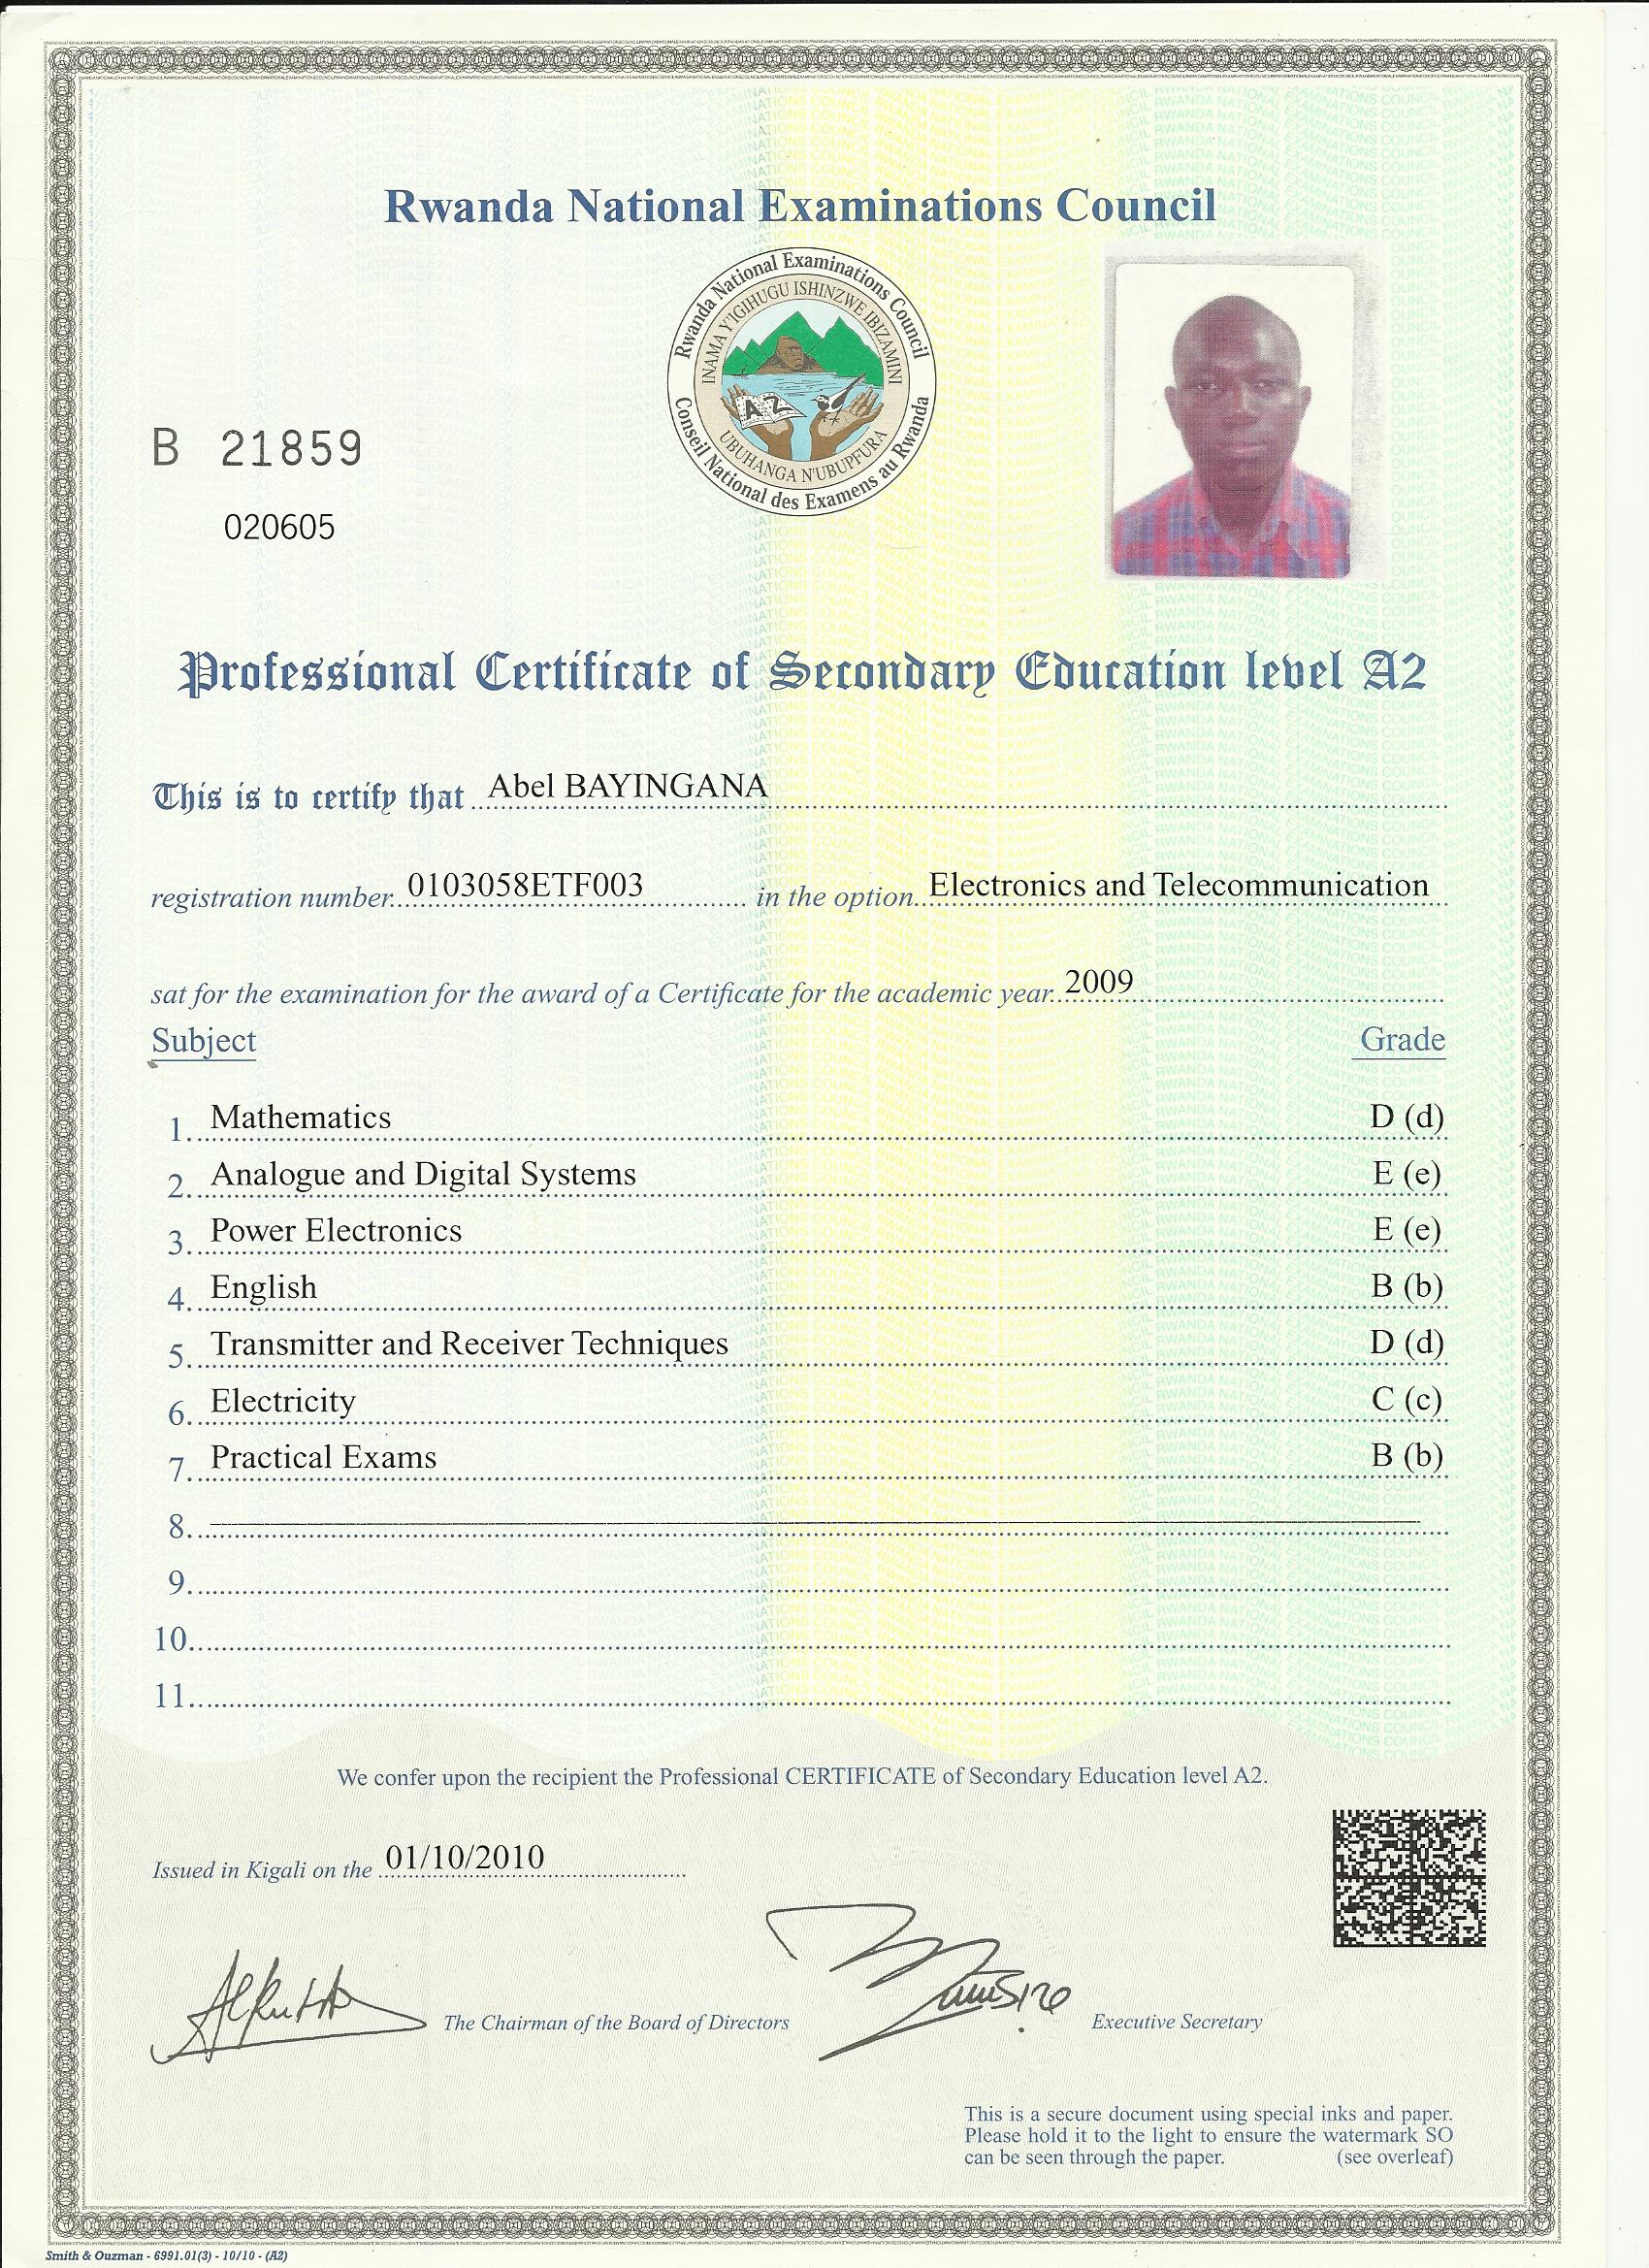 Rwanda National Examinations Council
Rwanda National Examinations Council
INAMA Y'IGIHUGU ISHINZWE IBIZAMINI
A Z
UBUHANGA N'UBUPFURA
Conseil National des Examens au Rwanda
B 21859
020605
Professional Certificate of Secondary Education level A2
This is to certify that Abel BAYINGANA
registration number 0103058ETF003 in the option Electronics and Telecommunication
sat for the examination for the award of a Certificate for the academic year 2009
Subject Grade
1. Mathematics D (d)
2. Analogue and Digital Systems E (e)
3. Power Electronics E (e)
4. English B (b)
5. Transmitter and Receiver Techniques D (d)
6. Electricity C (c)
7. Practical Exams B (b)
8.
9.
10.
11.
We confer upon the recipient the Professional CERTIFICATE of Secondary Education level A2.
Issued in Kigali on the 01/10/2010
The Chairman of the Board of Directors Executive Secretary
This is a secure document using special inks and paper.
Please hold it to the light to ensure the watermark SO
can be seen through the paper. (see overleaf)
Smith & Ouzman - 6991.01(3) - 10/10 - (A2)